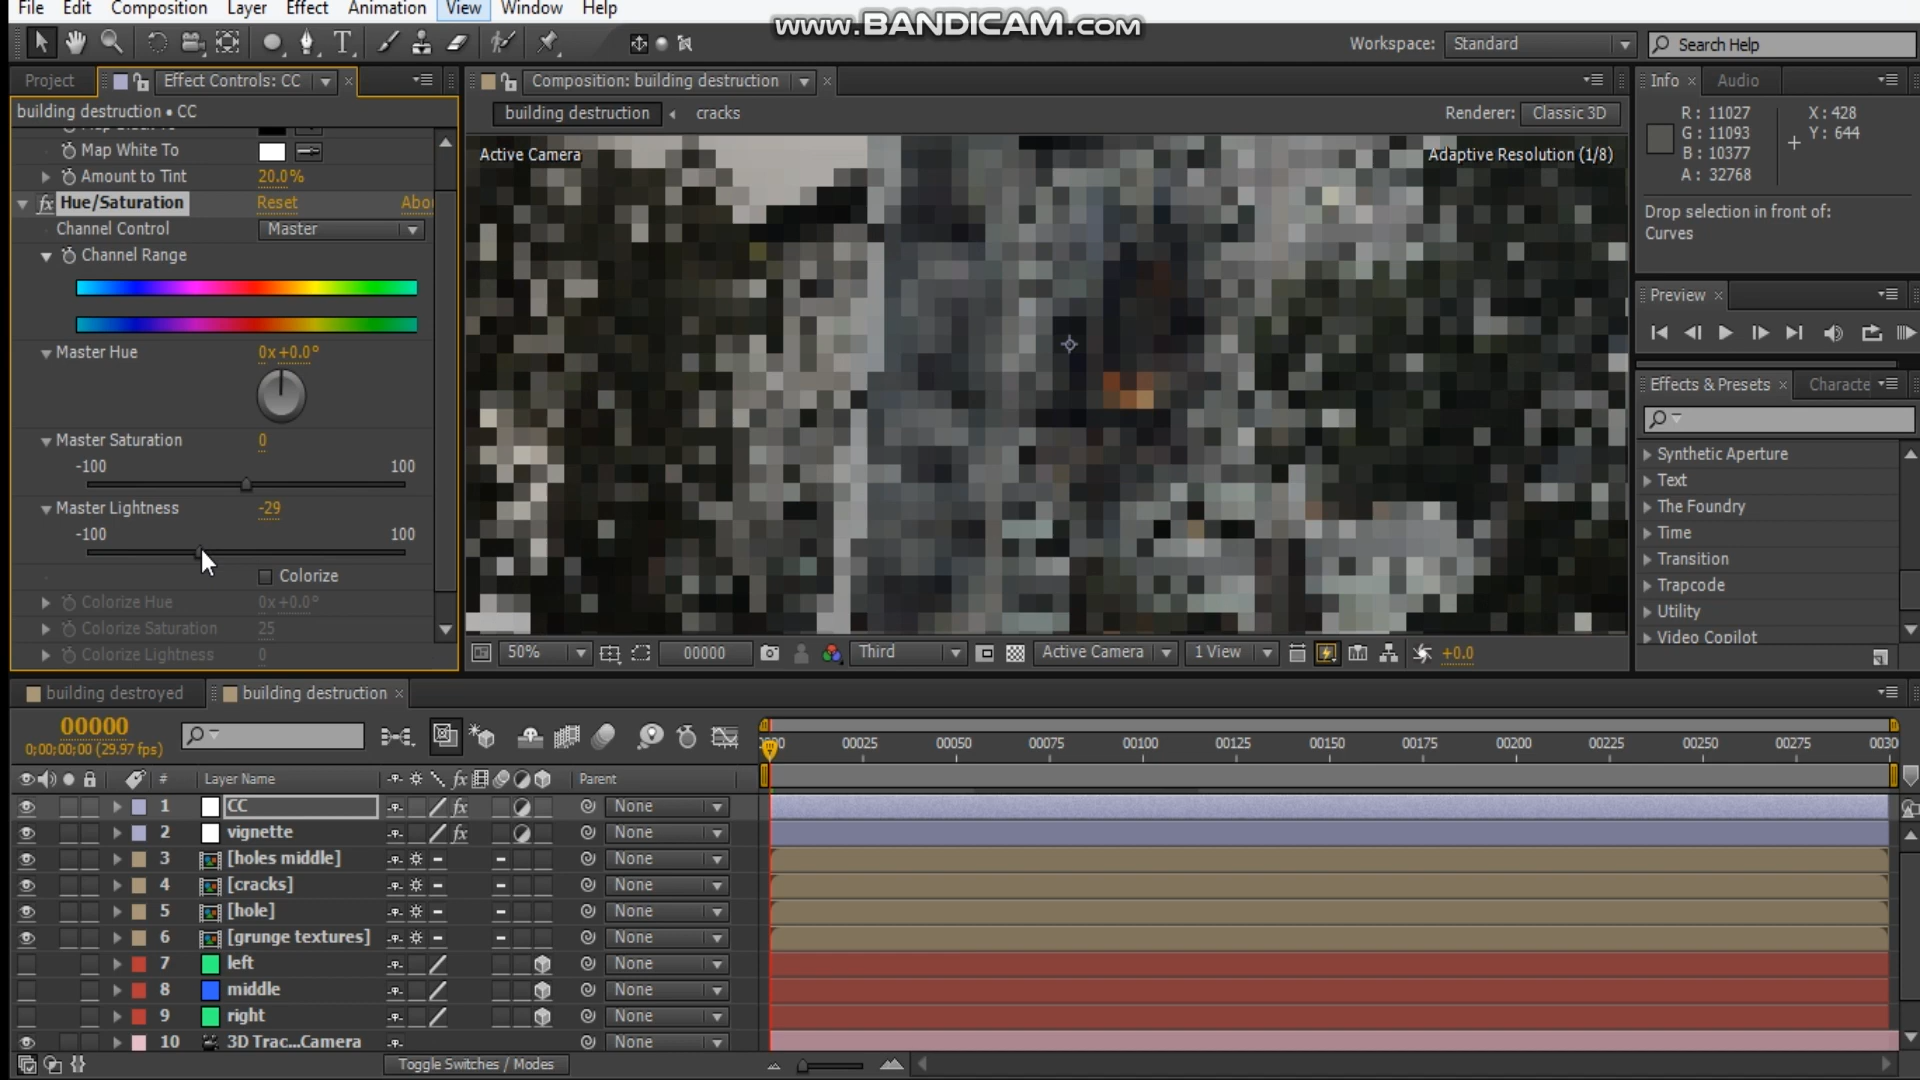 File Edit Composition Layer Effect Animation View Window Help
www.BANDICAM.com
Workspace: Standard
Search Help
Project
Effect Controls: CC
Composition: building destruction
Info
Audio
building destruction • CC
building destruction
cracks
Renderer: Classic 3D
R: 11027
G: 11093
B: 10377
A: 32768
X: 428
Y: 644
Map White To
Active Camera
Adaptive Resolution (1/8)
Amount to Tint 20.0%
Hue/Saturation Reset Abou
Drop selection in front of:
Curves
Channel Control Master
Channel Range
Preview
Master Hue 0x+0.0°
Effects & Presets
Characte
Master Saturation 0
-100 100
Master Lightness -29
-100 100
Colorize
Colorize Hue 0x+0.0°
Colorize Saturation 25
Colorize Lightness 0
Synthetic Aperture
Text
The Foundry
Time
Transition
Trapcode
Utility
Video Copilot
50%
00000
Third
Active Camera
1 View
+0.0
building destroyed
building destruction
00000
0;00;00;00 (29.97 fps)
00025 00050 00075 00100 00125 00150 00175 00200 00225 00250 00275 0030
# Layer Name Parent
1 CC None
2 vignette None
3 [holes middle] None
4 [cracks] None
5 [hole] None
6 [grunge textures] None
7 left None
8 middle None
9 right None
10 3D Trac...Camera None
Toggle Switches / Modes